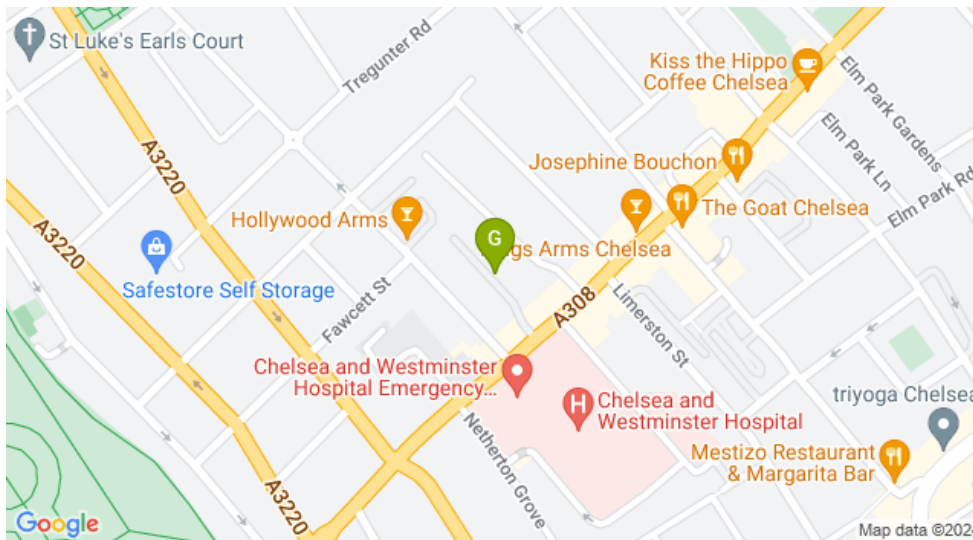 St Luke's Earls Court
Tregunter Rd
Kiss the Hippo
Coffee Chelsea
Elm Park Gardens
A3220
Josephine Bouchon
Elm Park Ln
Elm Park Rd
Hollywood Arms
The Goat Chelsea
A3220
G
Arms Chelsea
Safestore Self Storage
Fawcett St
A308
Limerston St
Chelsea and Westminster
Hospital Emergency...
H
Chelsea and
Westminster Hospital
triyoga Chelsea
Netherton Grove
Mestizo Restaurant
& Margarita Bar
A3220
Google
Map data ©2024